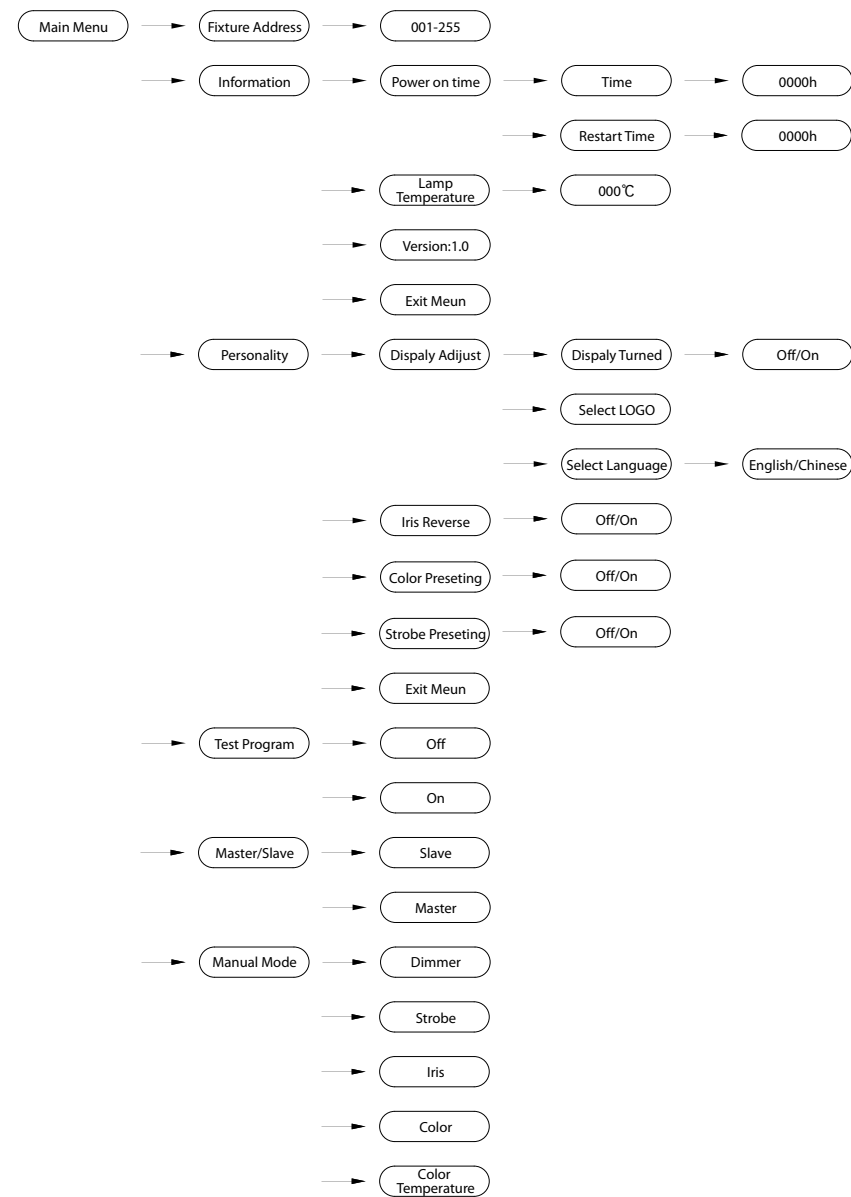 Main Menu Fixture Address 001-255
Information Power on time Time 0000h
Restart Time 0000h
Lamp
Temperature 000℃
Version:1.0
Exit Meun
Personality Dispaly Adijust Dispaly Turned Off/On
Select LOGO
Select Language English/Chinese
Iris Reverse Off/On
Color Preseting Off/On
Strobe Preseting Off/On
Exit Meun
Test Program Off
On
Master/Slave Slave
Master
Manual Mode Dimmer
Strobe
Iris
Color
Color
Temperature